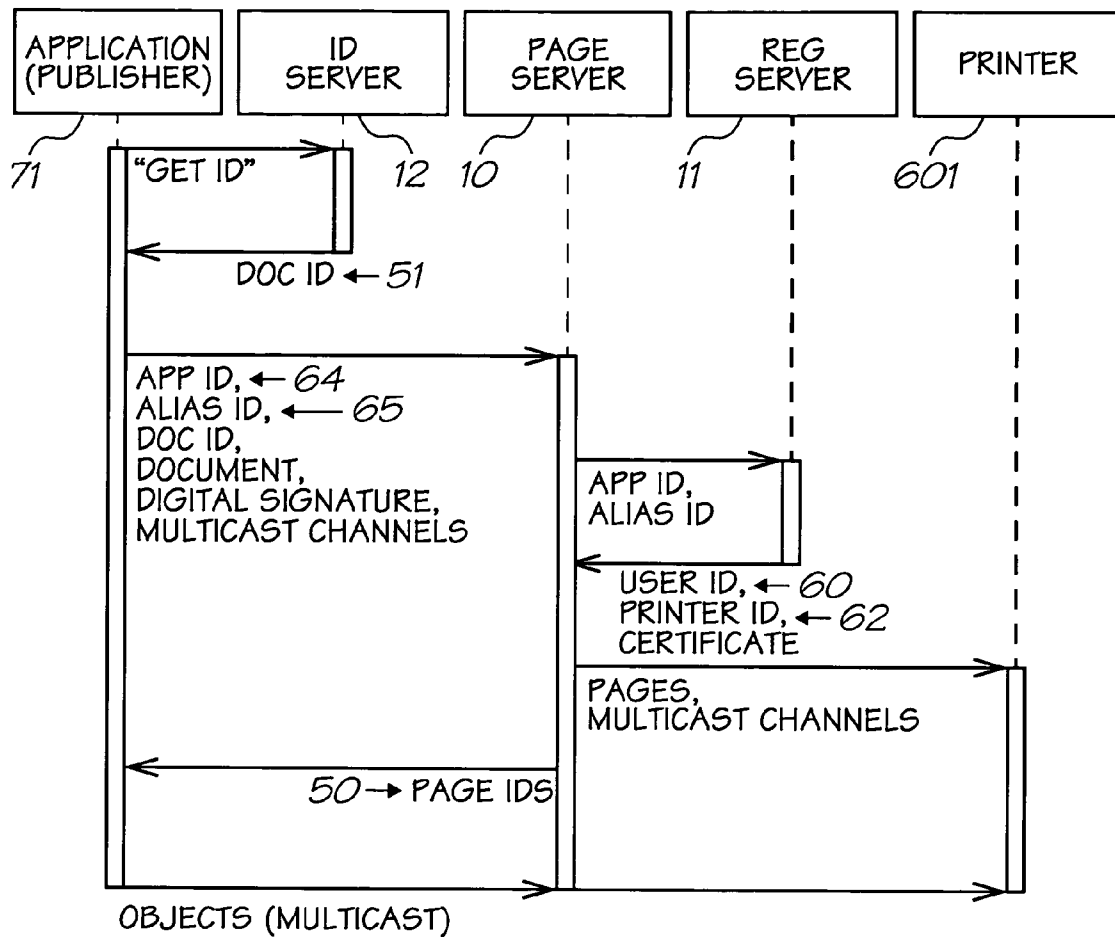 APPLICATION
(PUBLISHER)
ID
SERVER
PAGE
SERVER
REG
SERVER
PRINTER
71
12
10
11
601
"GET ID"
DOC ID ← 51
APP ID, ← 64
ALIAS ID, ← 65
DOC ID,
DOCUMENT,
DIGITAL SIGNATURE,
MULTICAST CHANNELS
APP ID,
ALIAS ID
USER ID, ← 60
PRINTER ID, ← 62
CERTIFICATE
PAGES,
MULTICAST CHANNELS
50 → PAGE IDS
OBJECTS (MULTICAST)